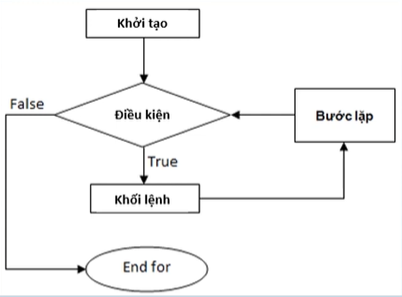 Khởi tạo
False
Điều kiện
Bước lặp
True
Khối lệnh
End for